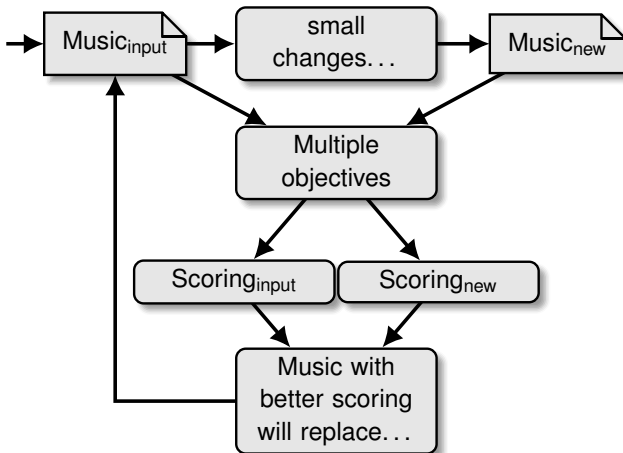 Music_input
small
changes…
Music_new
Multiple
objectives
Scoring_input
Scoring_new
Music with
better scoring
will replace…